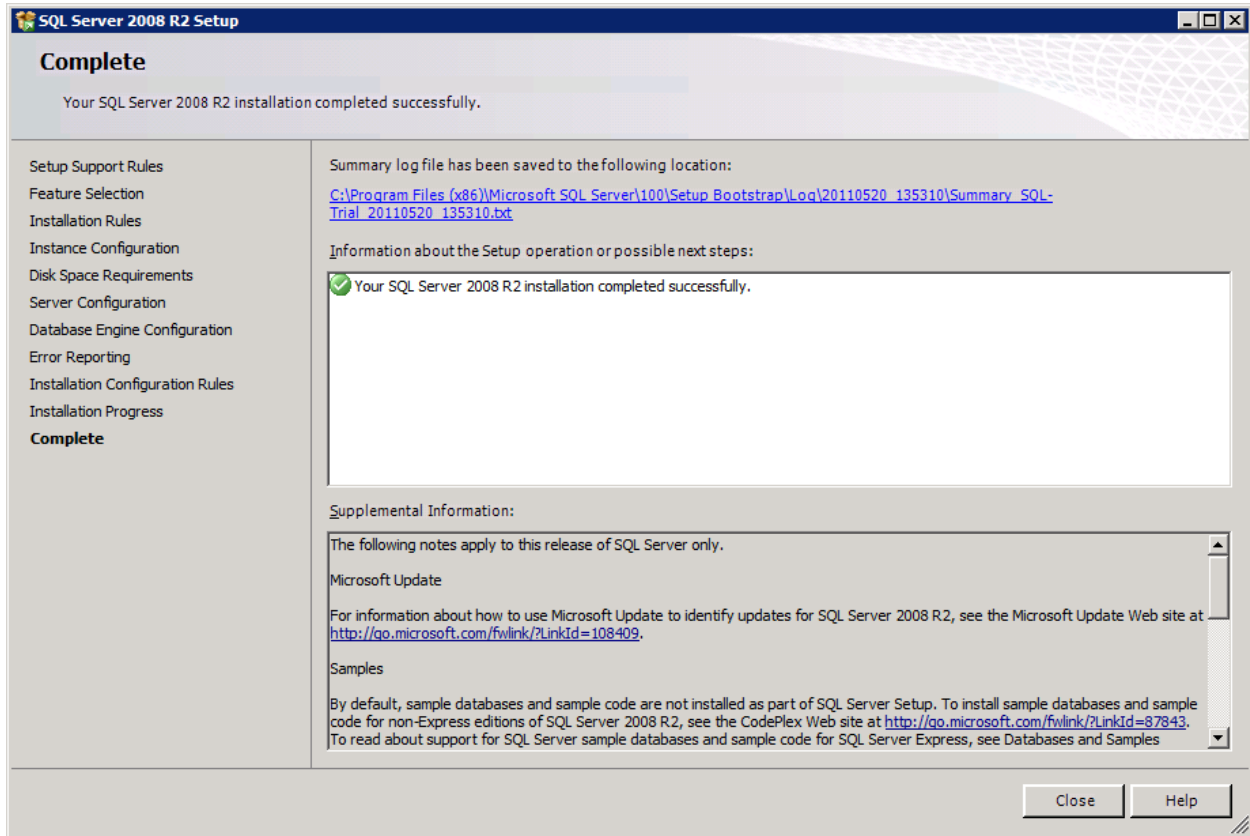 SQL Server 2008 R2 Setup
Complete
Your SQL Server 2008 R2 installation completed successfully.
Setup Support Rules
Feature Selection
Installation Rules
Instance Configuration
Disk Space Requirements
Server Configuration
Database Engine Configuration
Error Reporting
Installation Configuration Rules
Installation Progress
Complete
Summary log file has been saved to the following location:
C:\Program Files (x86)\Microsoft SQL Server\100\Setup Bootstrap\Log\20110520_135310\Summary_SQL-
Trial_20110520_135310.txt
Information about the Setup operation or possible next steps:
Your SQL Server 2008 R2 installation completed successfully.
Supplemental Information:
The following notes apply to this release of SQL Server only.
Microsoft Update
For information about how to use Microsoft Update to identify updates for SQL Server 2008 R2, see the Microsoft Update Web site at
http://go.microsoft.com/fwlink/?LinkId=108409.
Samples
By default, sample databases and sample code are not installed as part of SQL Server Setup. To install sample databases and sample
code for non-Express editions of SQL Server 2008 R2, see the CodePlex Web site at http://go.microsoft.com/fwlink/?LinkId=87843.
To read about support for SQL Server sample databases and sample code for SQL Server Express, see Databases and Samples
Close
Help